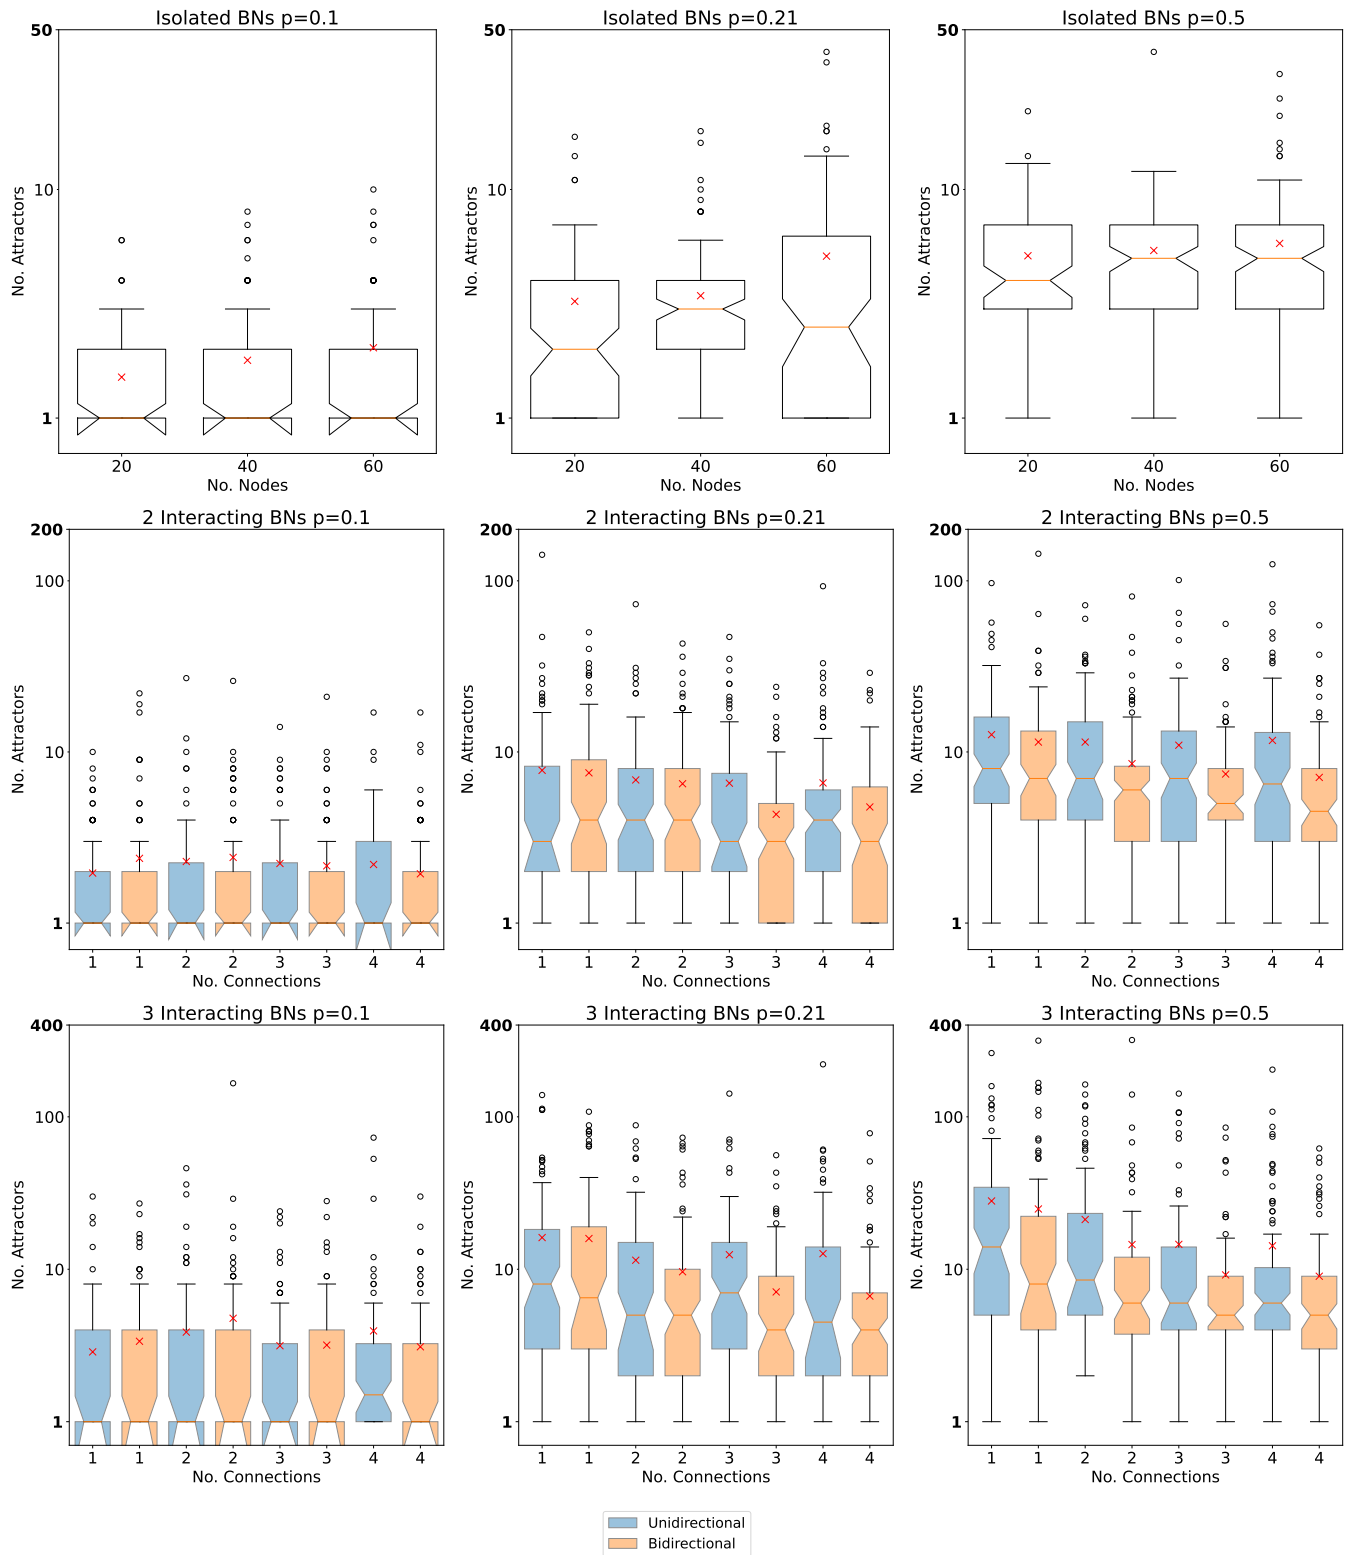 Isolated BNs p=0.1
Isolated BNs p=0.21
Isolated BNs p=0.5
50
10
1
No. Attractors
20 40 60
No. Nodes
50
10
1
No. Attractors
20 40 60
No. Nodes
50
10
1
No. Attractors
20 40 60
No. Nodes
2 Interacting BNs p=0.1
2 Interacting BNs p=0.21
2 Interacting BNs p=0.5
200
100
10
1
No. Attractors
1 1 2 2 3 3 4 4
No. Connections
200
100
10
1
No. Attractors
1 1 2 2 3 3 4 4
No. Connections
200
100
10
1
No. Attractors
1 1 2 2 3 3 4 4
No. Connections
3 Interacting BNs p=0.1
3 Interacting BNs p=0.21
3 Interacting BNs p=0.5
400
100
10
1
No. Attractors
1 1 2 2 3 3 4 4
No. Connections
400
100
10
1
No. Attractors
1 1 2 2 3 3 4 4
No. Connections
400
100
10
1
No. Attractors
1 1 2 2 3 3 4 4
No. Connections
Unidirectional
Bidirectional